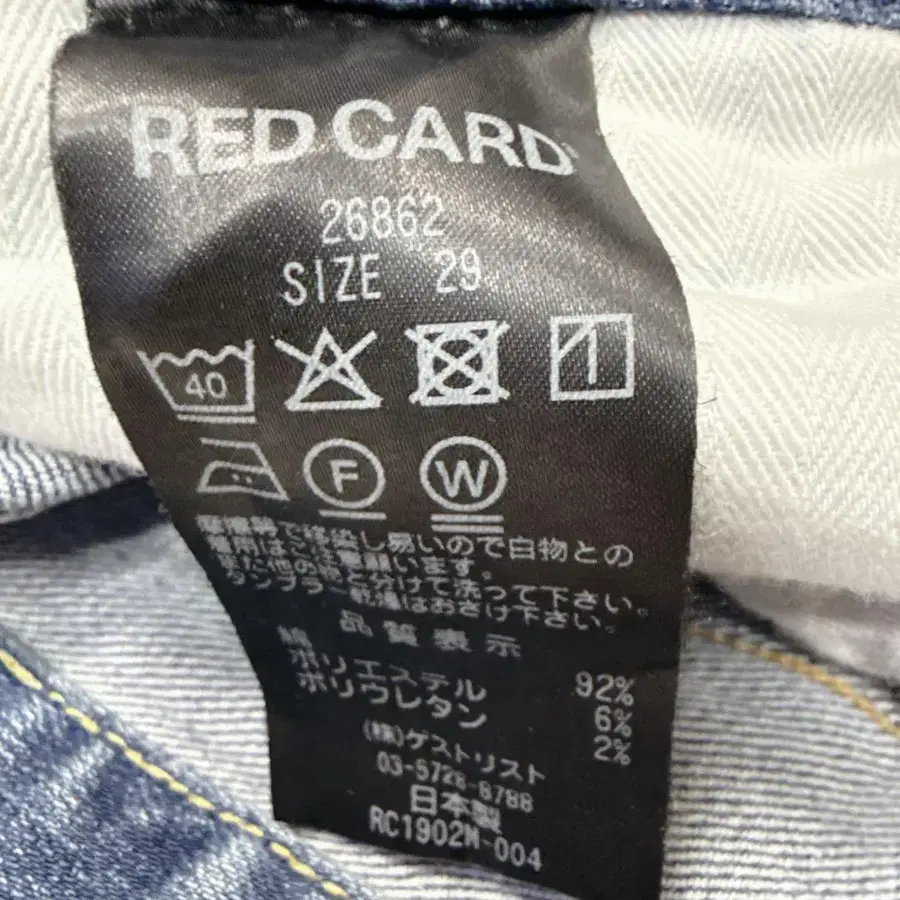 RED CARD
26862
SIZE 29
40
F W
摩擦等で移染し易いので白物との
着用はご注意願います。
また他の物と分けて洗って下さい。
タンブラー乾燥はおさけ下さい。
品質表示
綿 92%
ポリエステル 6%
ポリウレタン 2%
(株)ゲストリスト
03-5728-8788
日本製
RC1902M-004